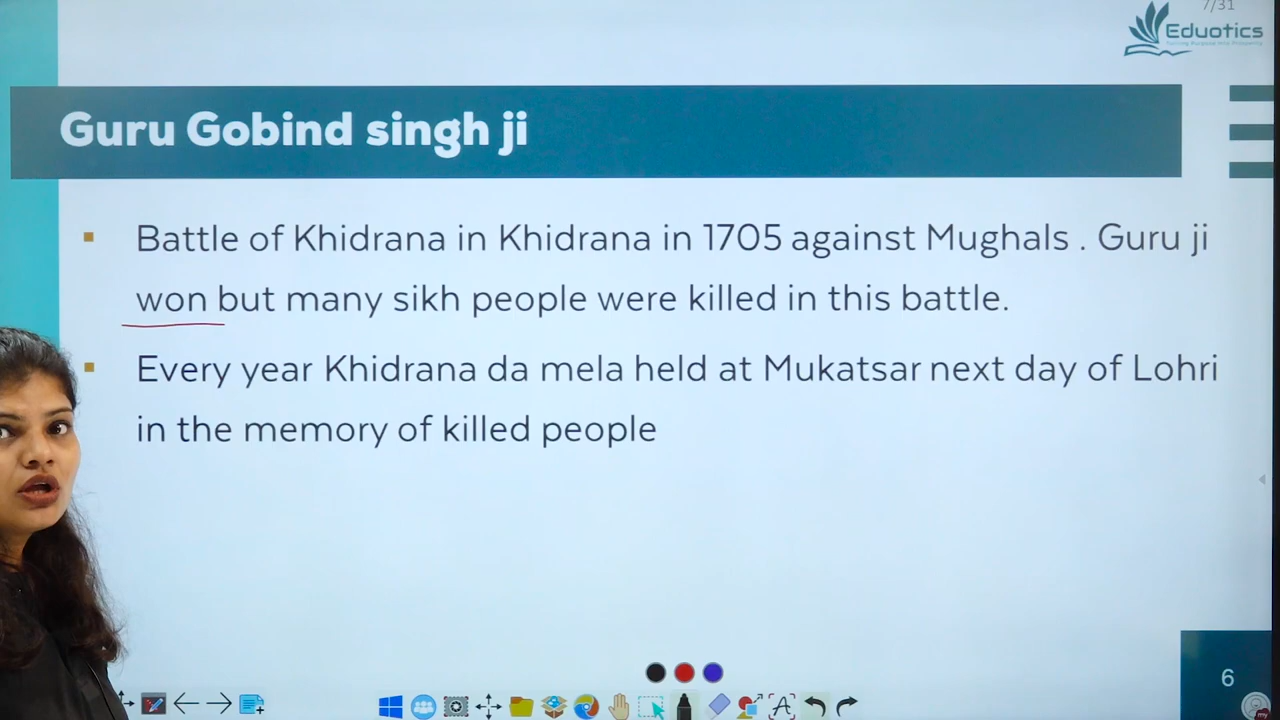 7/31
Eduotics
Guru Gobind singh ji
▪ Battle of Khidrana in Khidrana in 1705 against Mughals . Guru ji
won but many sikh people were killed in this battle.
▪ Every year Khidrana da mela held at Mukatsar next day of Lohri
in the memory of killed people
6